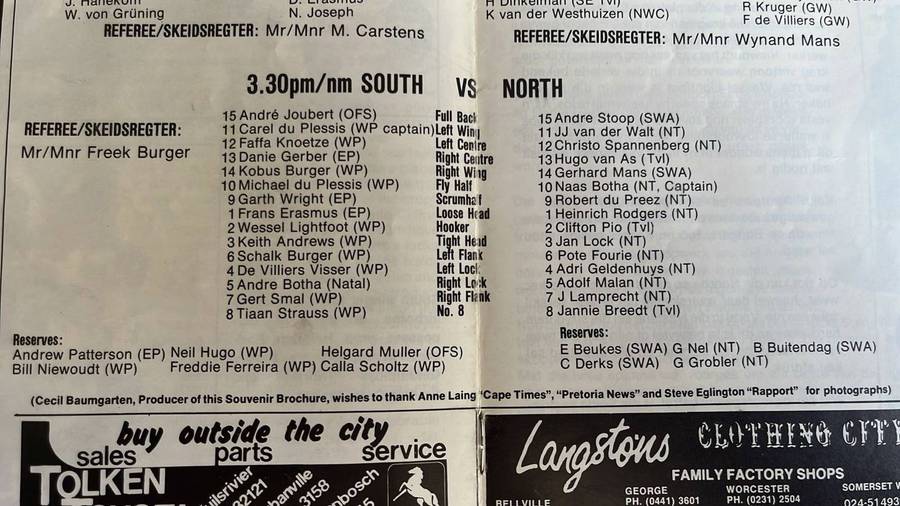 J. Hanekom D. Erasmus
W. von Grüning N. Joseph
REFEREE/SKEIDSREGTER: Mr/Mnr M. Carstens
H Dinkelman (SE Tvl) (GW)
K van der Westhuizen (NWC) R Kruger (GW)
F de Villiers (GW)
REFEREE/SKEIDSREGTER: Mr/Mnr Wynand Mans
3.30pm/nm SOUTH VS NORTH
REFEREE/SKEIDSREGTER:
Mr/Mnr Freek Burger
15 André Joubert (OFS) Full Back 15 Andre Stoop (SWA)
11 Carel du Plessis (WP captain) Left Wing 11 JJ van der Walt (NT)
12 Faffa Knoetze (WP) Left Centre 12 Christo Spannenberg (NT)
13 Danie Gerber (EP) Right Centre 13 Hugo van As (Tvl)
14 Kobus Burger (WP) Right Wing 14 Gerhard Mans (SWA)
10 Michael du Plessis (WP) Fly Half 10 Naas Botha (NT, Captain)
9 Garth Wright (EP) Scrumhalf 9 Robert du Preez (NT)
1 Frans Erasmus (EP) Loose Head 1 Heinrich Rodgers (NT)
2 Wessel Lightfoot (WP) Hooker 2 Clifton Pio (Tvl)
3 Keith Andrews (WP) Tight Head 3 Jan Lock (NT)
6 Schalk Burger (WP) Left Flank 6 Pote Fourie (NT)
4 De Villiers Visser (WP) Left Lock 4 Adri Geldenhuys (NT)
5 Andre Botha (Natal) Right Lock 5 Adolf Malan (NT)
7 Gert Smal (WP) Right Flank 7 J Lamprecht (NT)
8 Tiaan Strauss (WP) No. 8 8 Jannie Breedt (Tvl)
Reserves:
Andrew Patterson (EP) Neil Hugo (WP) Helgard Muller (OFS)
Bill Niewoudt (WP) Freddie Ferreira (WP) Calla Scholtz (WP)
Reserves:
E Beukes (SWA) G Nel (NT) B Buitendag (SWA)
C Derks (SWA) G Grobler (NT)
(Cecil Baumgarten, Producer of this Souvenir Brochure, wishes to thank Anne Laing "Cape Times", "Pretoria News" and Steve Eglington "Rapport" for photographs)
buy outside the city
sales parts service
TOLKEN
TOYOTA
Langstons CLOTHING CITY
FAMILY FACTORY SHOPS
BELLVILLE
GEORGE
PH. (0441) 3601
WORCESTER
PH. (0231) 2504
SOMERSET W
024-51493